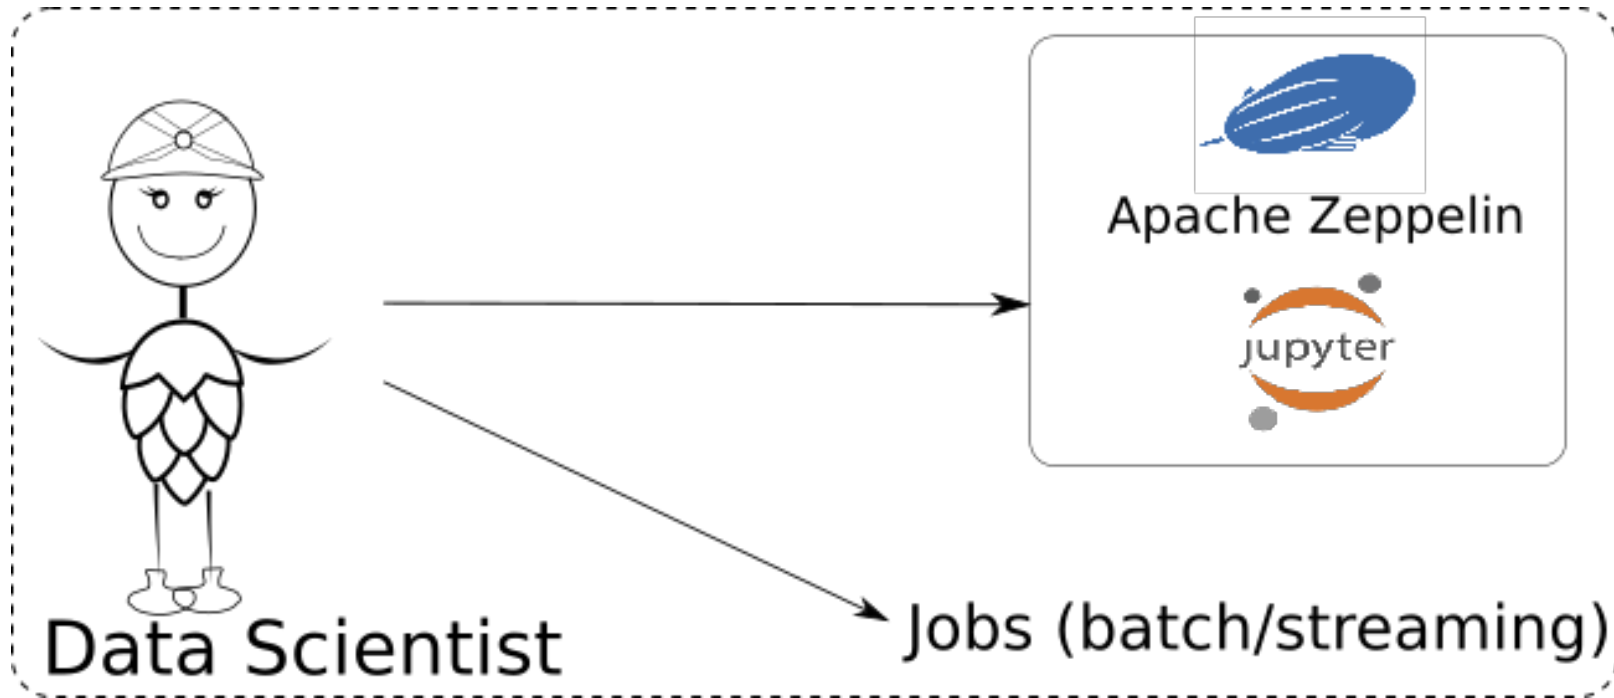 Apache Zeppelin
jupyter
Data Scientist
Jobs (batch/streaming)